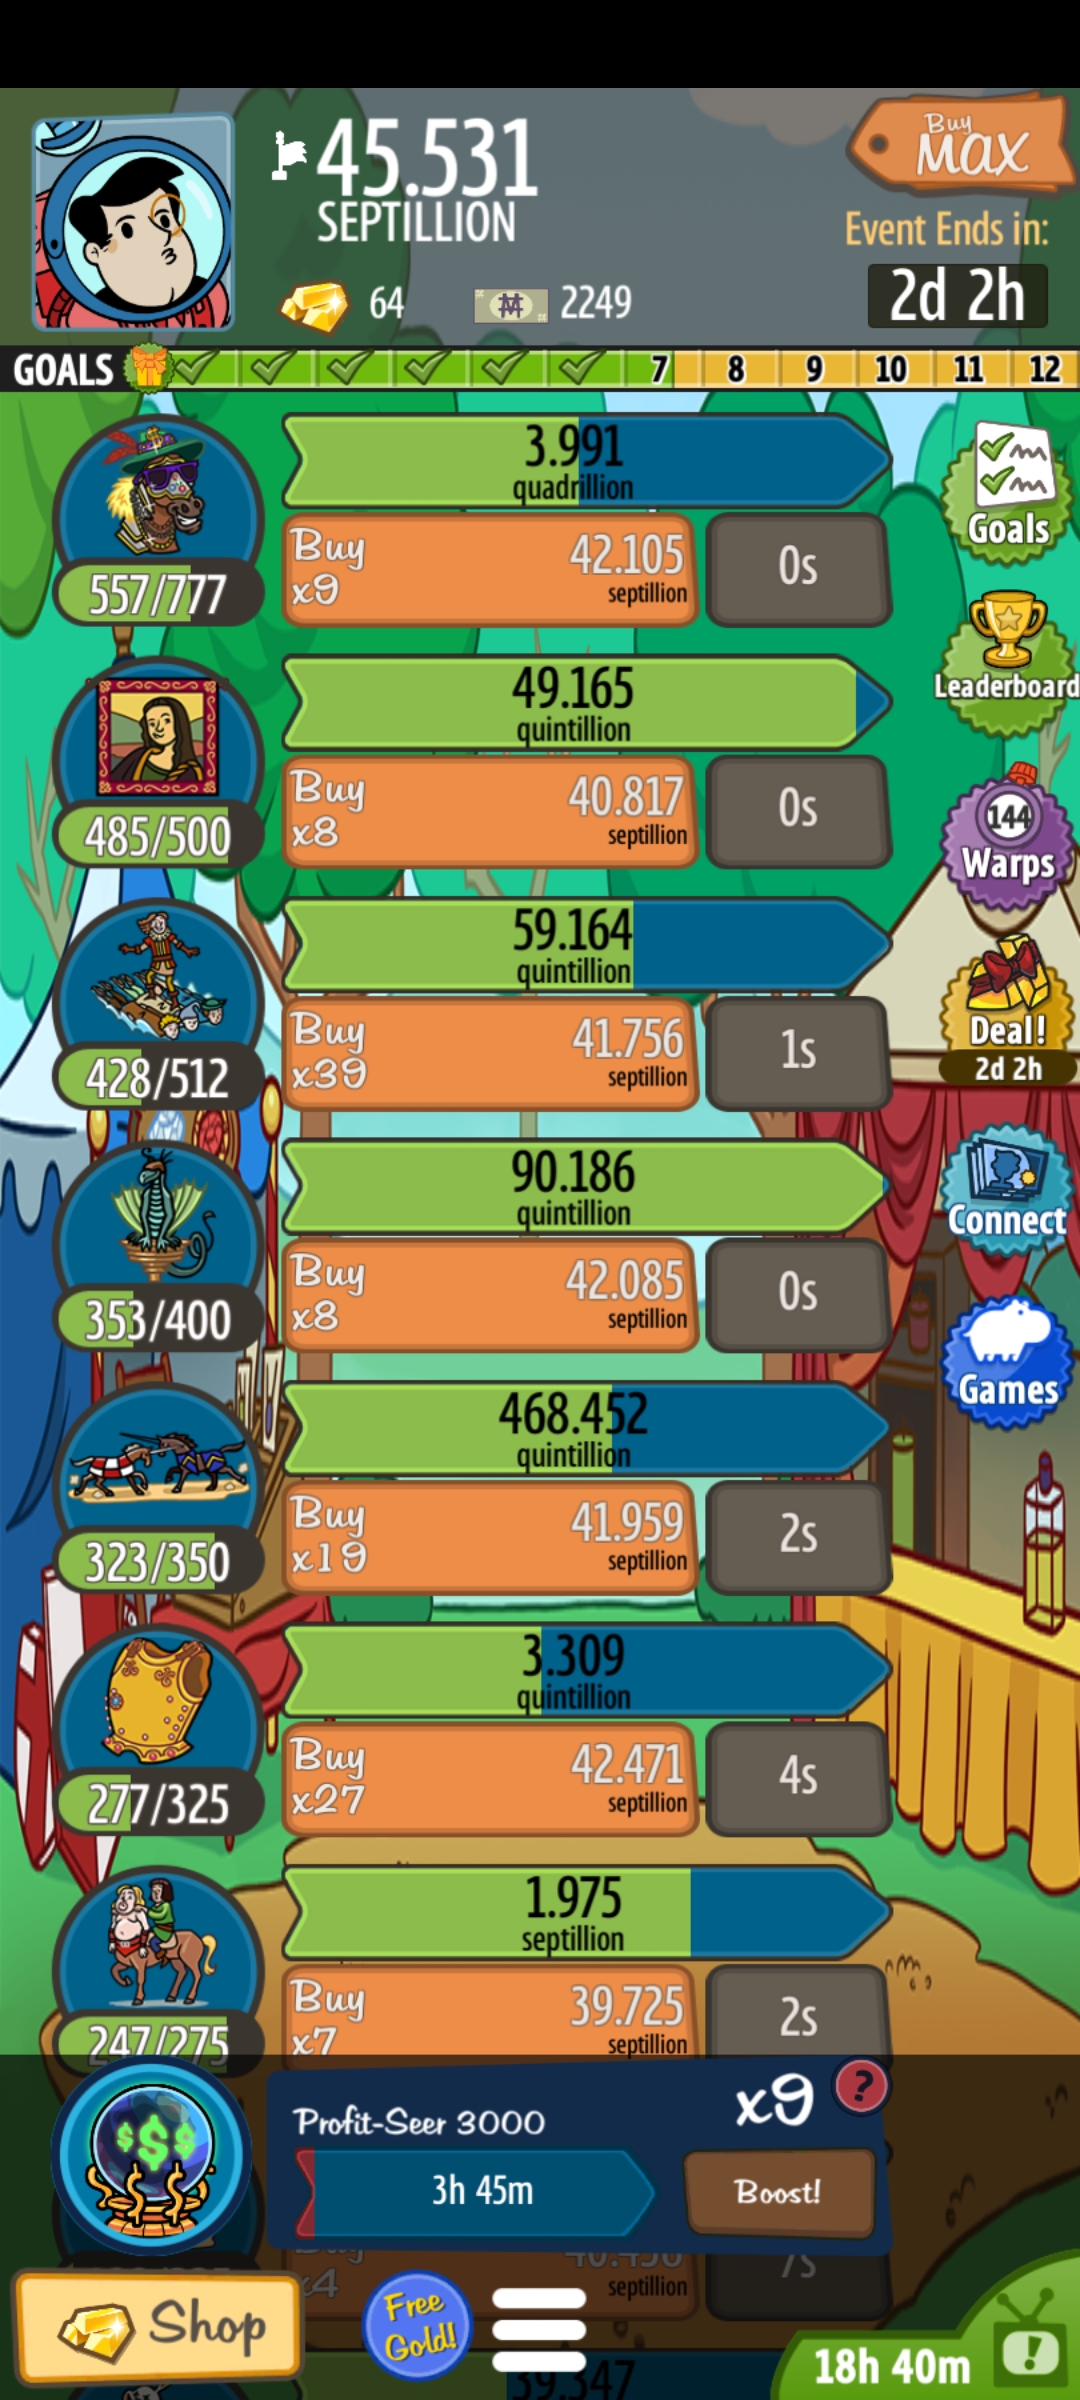 45.531
SEPTILLION
64
2249
Buy
MAX
Event Ends in:
2d 2h
GOALS
7 8 9 10 11 12
3.991
quadrillion
557/777
Buy
x9
42.105
septillion
0s
Goals
49.165
quintillion
485/500
Buy
x8
40.817
septillion
0s
Leaderboard
144
Warps
59.164
quintillion
428/512
Buy
x39
41.756
septillion
1s
Deal!
2d 2h
90.186
quintillion
353/400
Buy
x8
42.085
septillion
0s
Connect
Games
468.452
quintillion
323/350
Buy
x19
41.959
septillion
2s
3.309
quintillion
277/325
Buy
x27
42.471
septillion
4s
1.975
septillion
247/275
Buy
x7
39.725
septillion
2s
$$$
Profit-Seer 3000
x9
?
3h 45m
Boost!
Buy
x4
septillion
7s
Shop
Free
Gold!
39.347
18h 40m
!